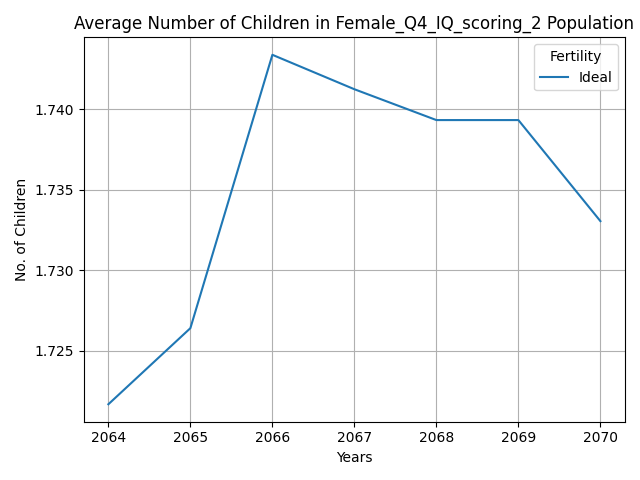 Average Number of Children in Female_Q4_IQ_scoring_2 Population
Fertility
Ideal
No. of Children
1.740
1.735
1.730
1.725
2064 2065 2066 2067 2068 2069 2070
Years